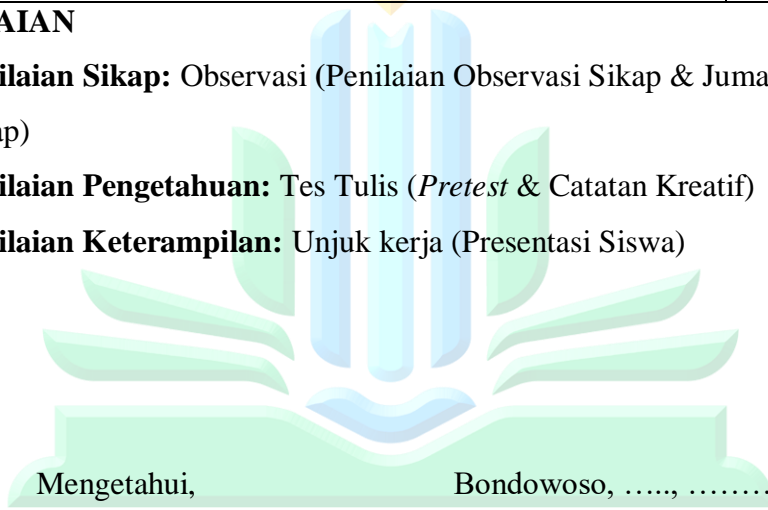 AIAN
ilaian Sikap: Observasi (Penilaian Observasi Sikap & Juma
ap)
ilaian Pengetahuan: Tes Tulis (Pretest & Catatan Kreatif)
ilaian Keterampilan: Unjuk kerja (Presentasi Siswa)
Mengetahui, Bondowoso, ….., ………